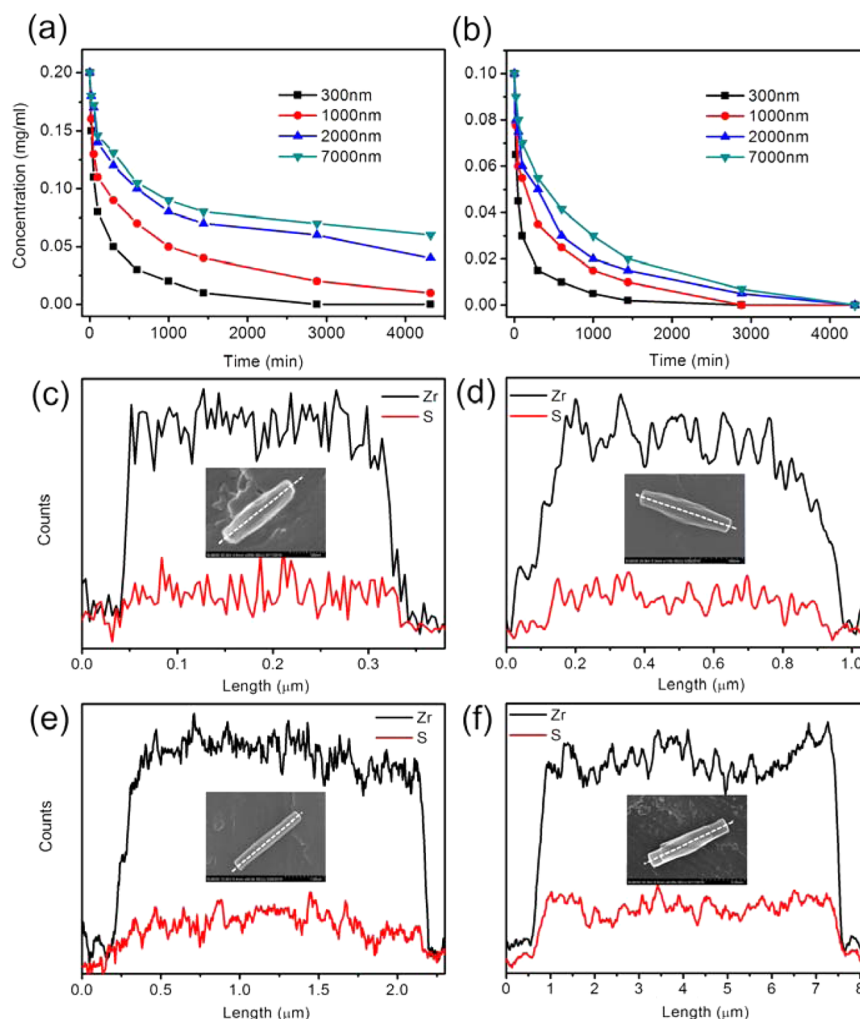 (a)
0.20
0.15
0.10
0.05
0.00
Concentration (mg/ml)
300nm
1000nm
2000nm
7000nm
0 1000 2000 3000 4000
Time (min)
(b)
0.10
0.08
0.06
0.04
0.02
0.00
300nm
1000nm
2000nm
7000nm
0 1000 2000 3000 4000
Time (min)
(c)
Zr
S
Counts
0.0 0.1 0.2 0.3
Length (μm)
(d)
Zr
S
0.0 0.2 0.4 0.6 0.8 1.0
Length (μm)
(e)
Zr
S
Counts
0.0 0.5 1.0 1.5 2.0
Length (μm)
(f)
Zr
S
0 1 2 3 4 5 6 7 8
Length (μm)